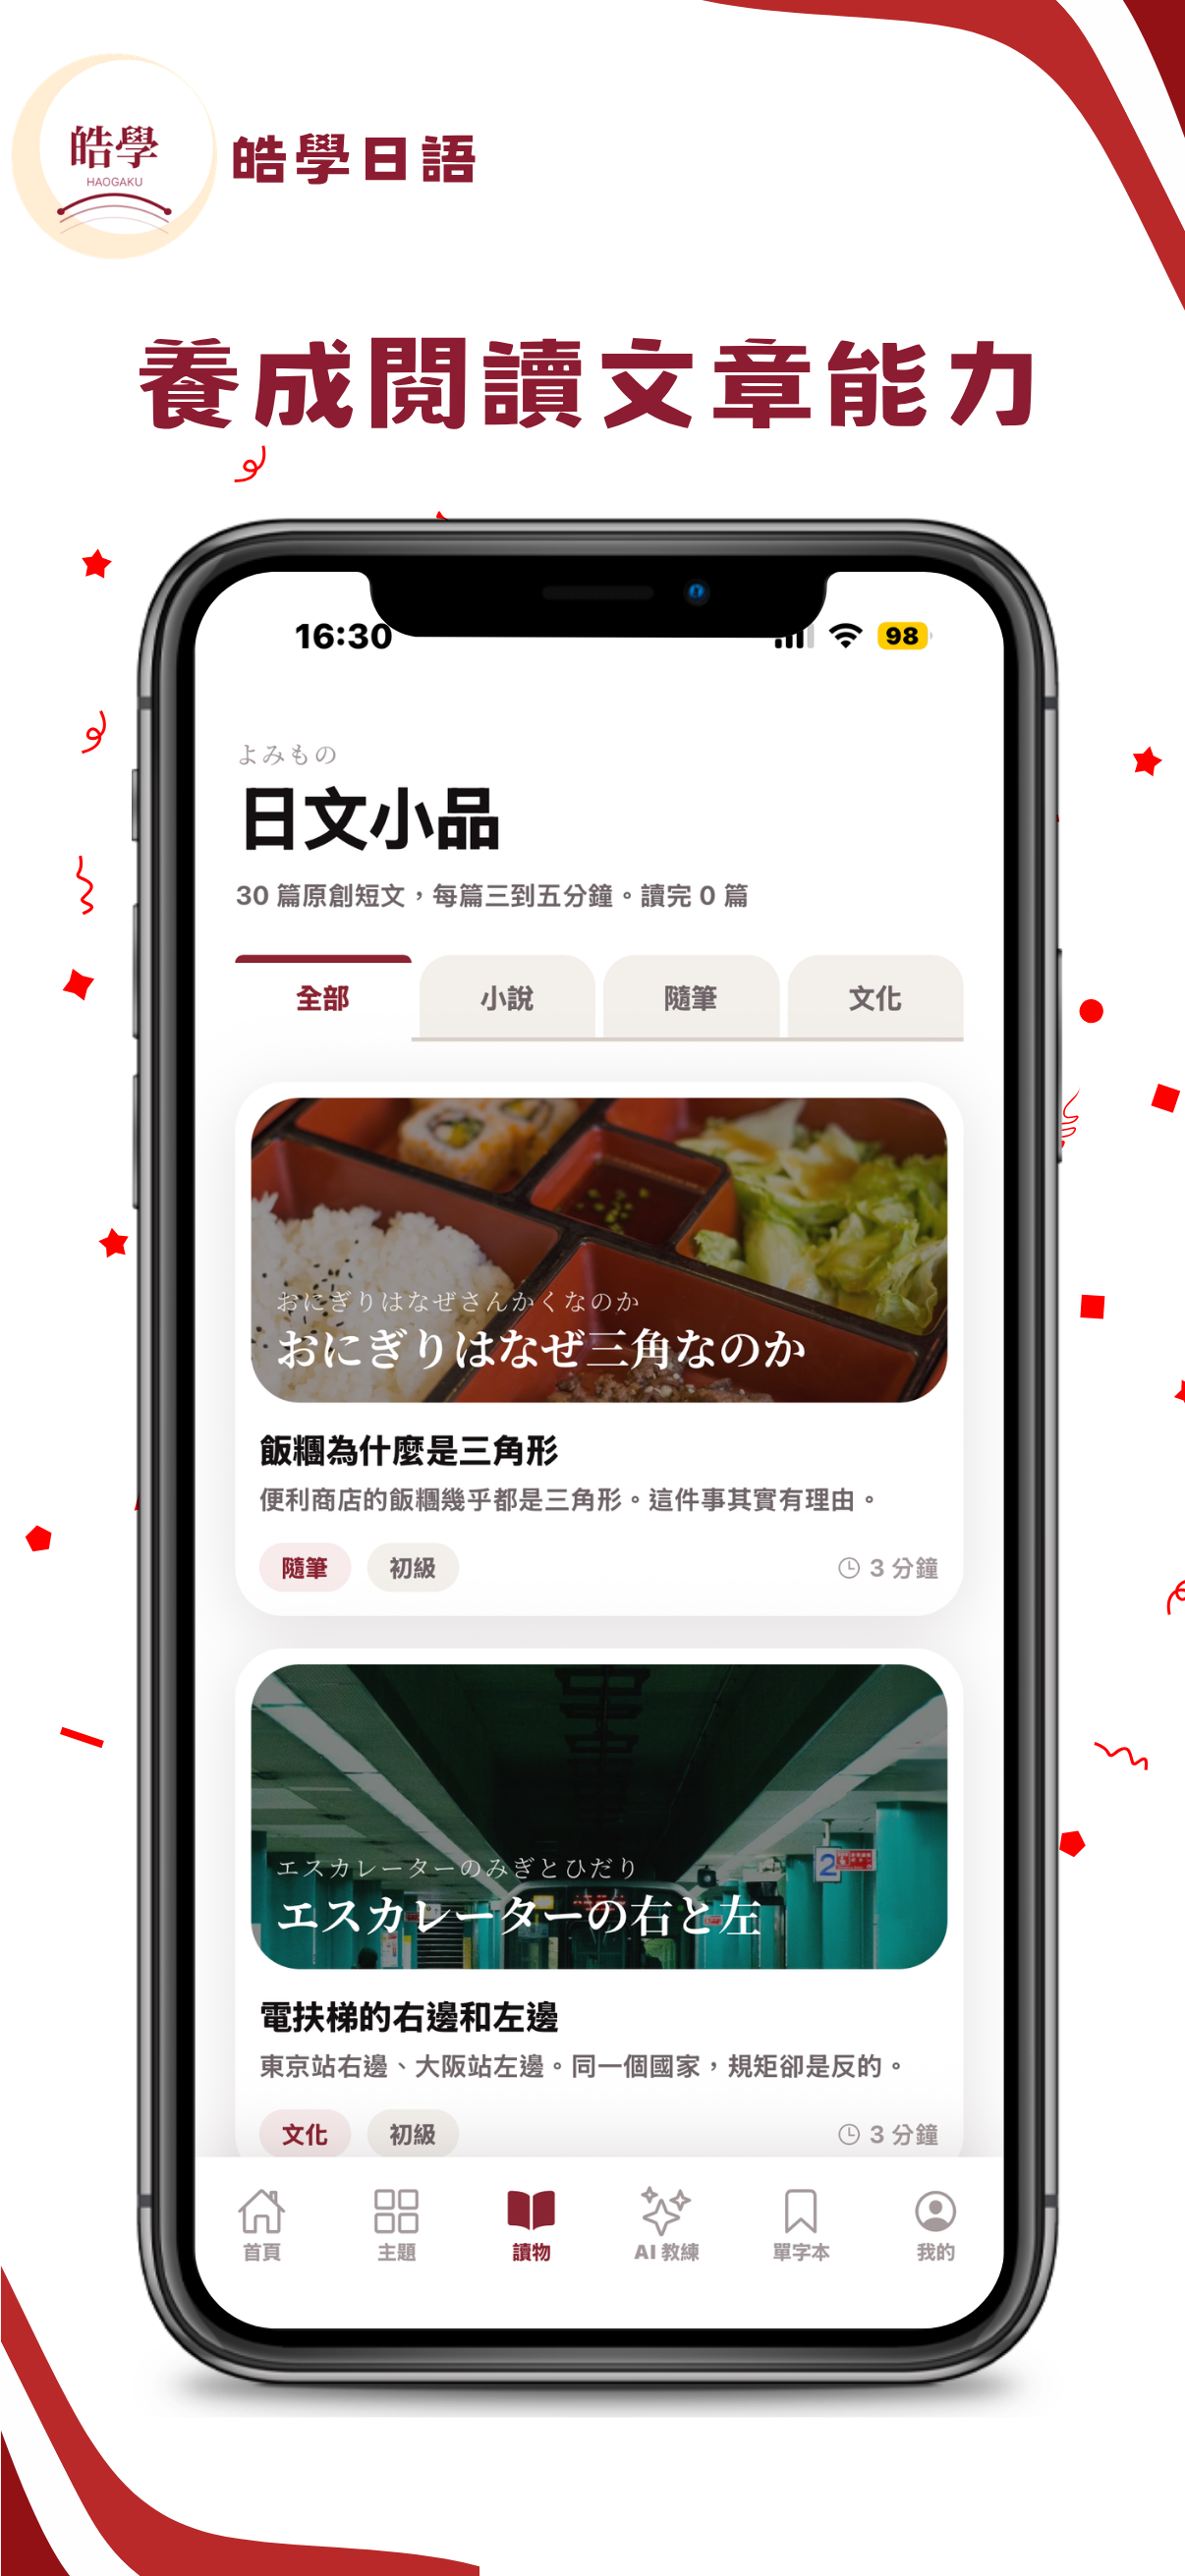 皓學
HAOGAKU
皓學日語
養成閱讀文章能力
16:30
98
よみもの
日文小品
30 篇原創短文，每篇三到五分鐘。讀完 0 篇
全部
小說
隨筆
文化
おにぎりはなぜさんかくなのか
おにぎりはなぜ三角なのか
飯糰為什麼是三角形
便利商店的飯糰幾乎都是三角形。這件事其實有理由。
隨筆
初級
3 分鐘
2
エスカレーターのみぎとひだり
エスカレーターの右と左
電扶梯的右邊和左邊
東京站右邊、大阪站左邊。同一個國家，規矩卻是反的。
文化
初級
3 分鐘
首頁
主題
讀物
AI 教練
單字本
我的